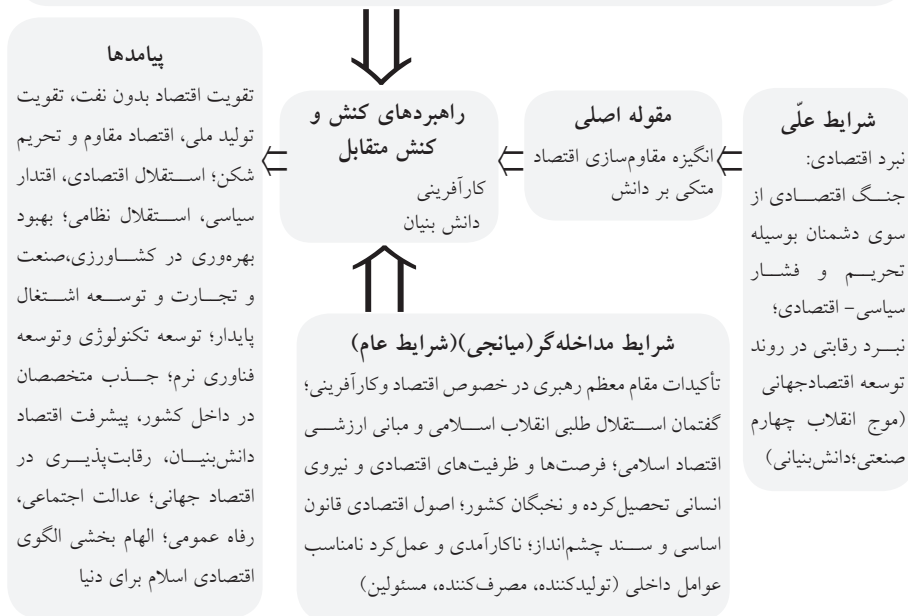 شرایط علّی
نبرد اقتصادی:
جنگ اقتصادی از
سوی دشمنان بوسیله
تحریم و فشار
سیاسی- اقتصادی؛
نبرد رقابتی در روند
توسعه اقتصادجهانی
(موج انقلاب چهارم
صنعتی؛دانش‌بنیانی)
مقوله اصلی
انگیزه مقاوم‌سازی اقتصاد
متکی بر دانش
راهبردهای کنش و
کنش متقابل
کارآفرینی
دانش بنیان
شرایط مداخله‌گر(میانجی)(شرایط عام)
تأکیدات مقام معظم رهبری در خصوص اقتصاد وکارآفرینی؛
گفتمان استقلال طلبی انقلاب اسلامی و مبانی ارزشی
اقتصاد اسلامی؛ فرصت‌ها و ظرفیت‌های اقتصادی و نیروی
انسانی تحصیل‌کرده و نخبگان کشور؛ اصول اقتصادی قانون
اساسی و سند چشم‌انداز؛ ناکارآمدی و عمل‌کرد نامناسب
عوامل داخلی (تولیدکننده، مصرف‌کننده، مسئولین)
پیامدها
تقویت اقتصاد بدون نفت، تقویت
تولید ملی، اقتصاد مقاوم و تحریم
شکن؛ استقلال اقتصادی، اقتدار
سیاسی، استقلال نظامی؛ بهبود
بهره‌وری در کشاورزی،صنعت
و تجارت و توسعه اشتغال
پایدار؛ توسعه تکنولوژی وتوسعه
فناوری نرم؛ جذب متخصصان
در داخل کشور، پیشرفت اقتصاد
دانش‌بنیان، رقابت‌پذیری در
اقتصاد جهانی؛ عدالت اجتماعی،
رفاه عمومی؛ الهام بخشی الگوی
اقتصادی اسلام برای دنیا